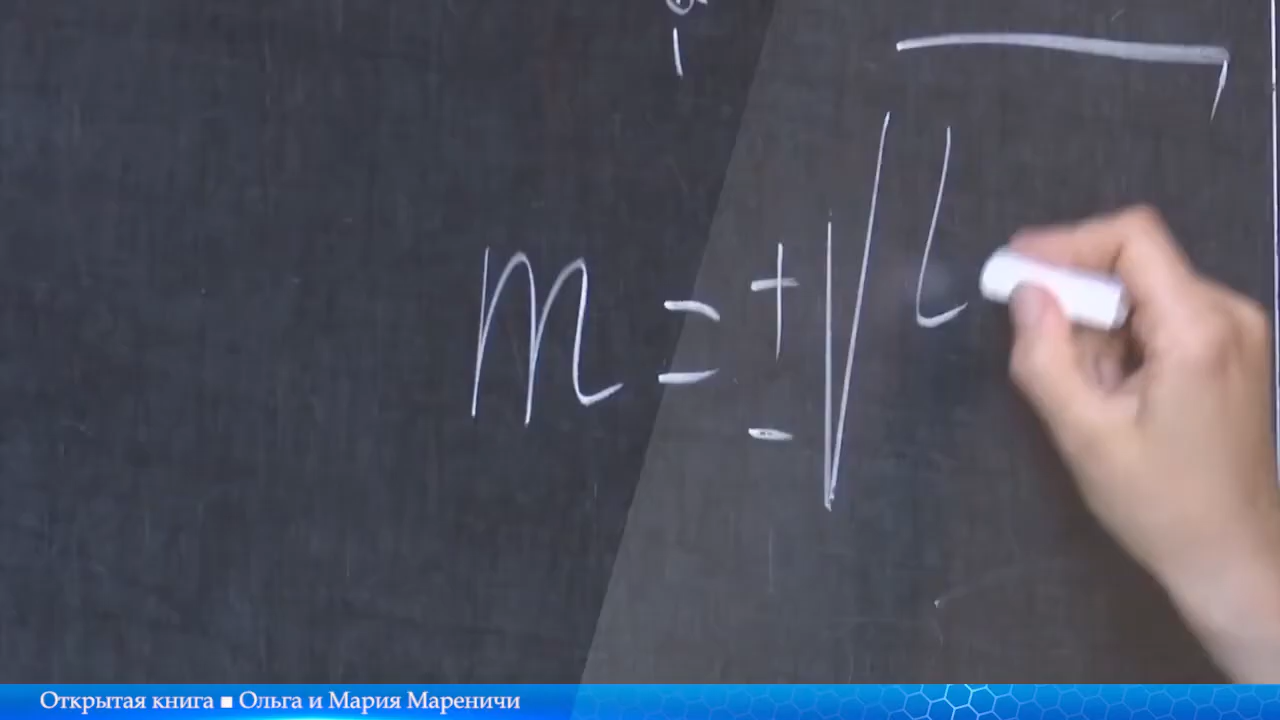 m = ± √
Открытая книга ▪ Ольга и Мария Мареничи